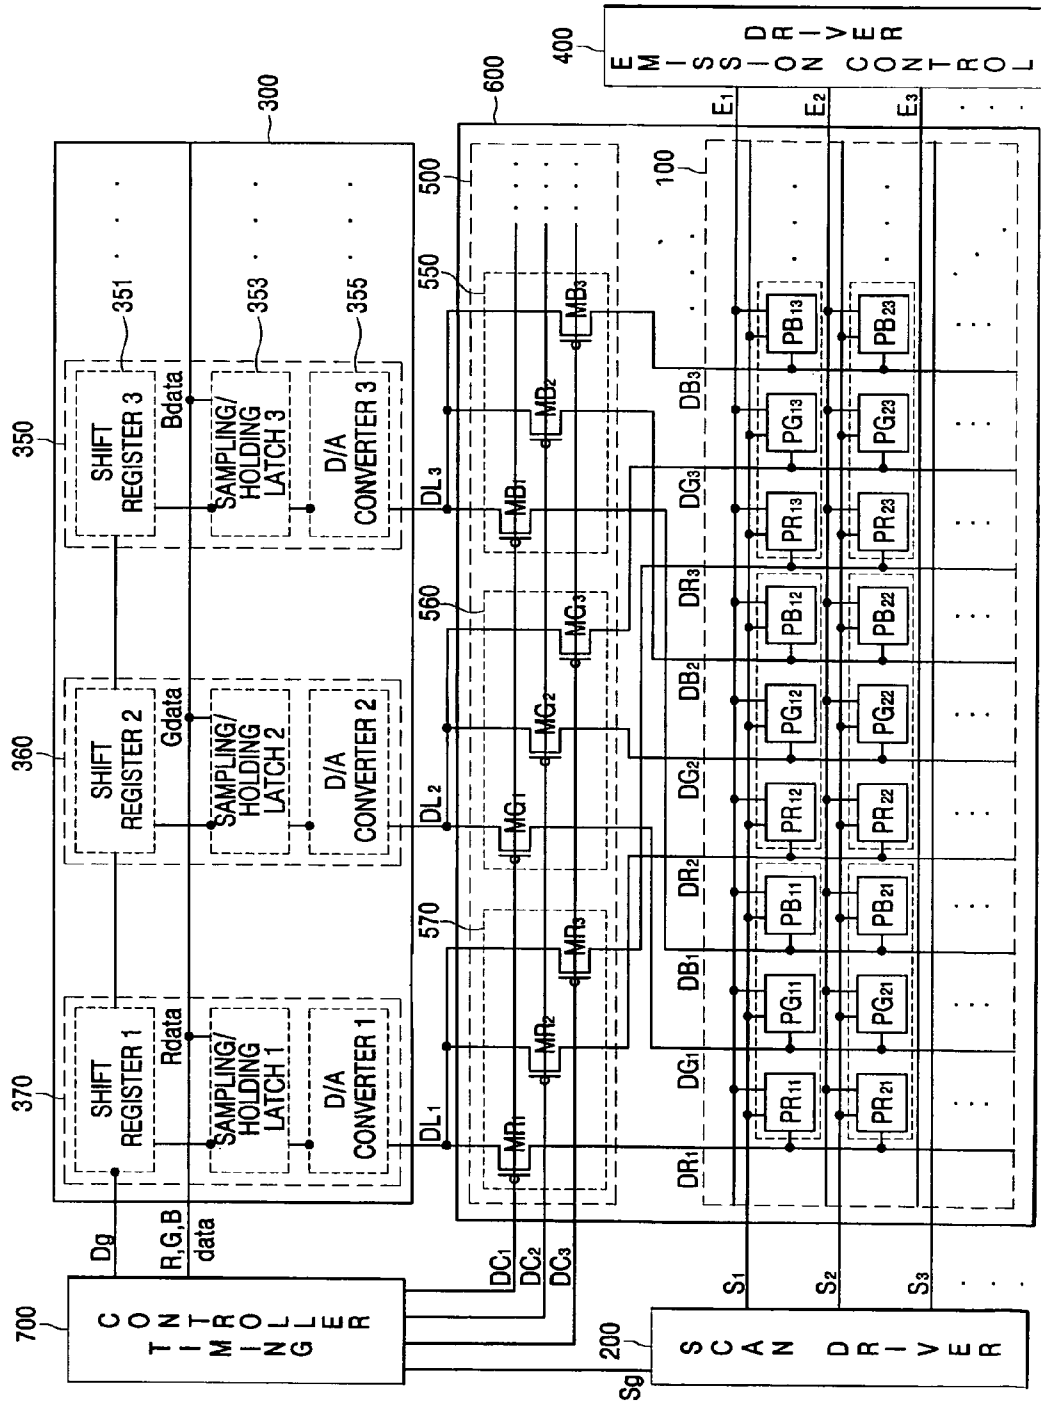 700
TIMING
CONTROLLER
Dg
R,G,B
data
Sg
DC1
DC2
DC3
300
370
SHIFT
REGISTER 1
Rdata
SAMPLING/
HOLDING
LATCH 1
D/A
CONVERTER 1
360
SHIFT
REGISTER 2
Gdata
SAMPLING/
HOLDING
LATCH 2
D/A
CONVERTER 2
350
SHIFT
REGISTER 3
351
Bdata
SAMPLING/
HOLDING
LATCH 3
353
D/A
CONVERTER 3
355
DL1
DL2
DL3
600
500
570
MR1
MR2
MR3
560
MG1
MG2
MG3
550
MB1
MB2
MB3
DR1
DG1
DB1
DR2
DG2
DB2
DR3
DG3
DB3
100
200
SCAN DRIVER
S1
S2
S3
PR11
PG11
PB11
PR12
PG12
PB12
PR13
PG13
PB13
PR21
PG21
PB21
PR22
PG22
PB22
PR23
PG23
PB23
E1
E2
E3
400
EMISSION CONTROL
DRIVER